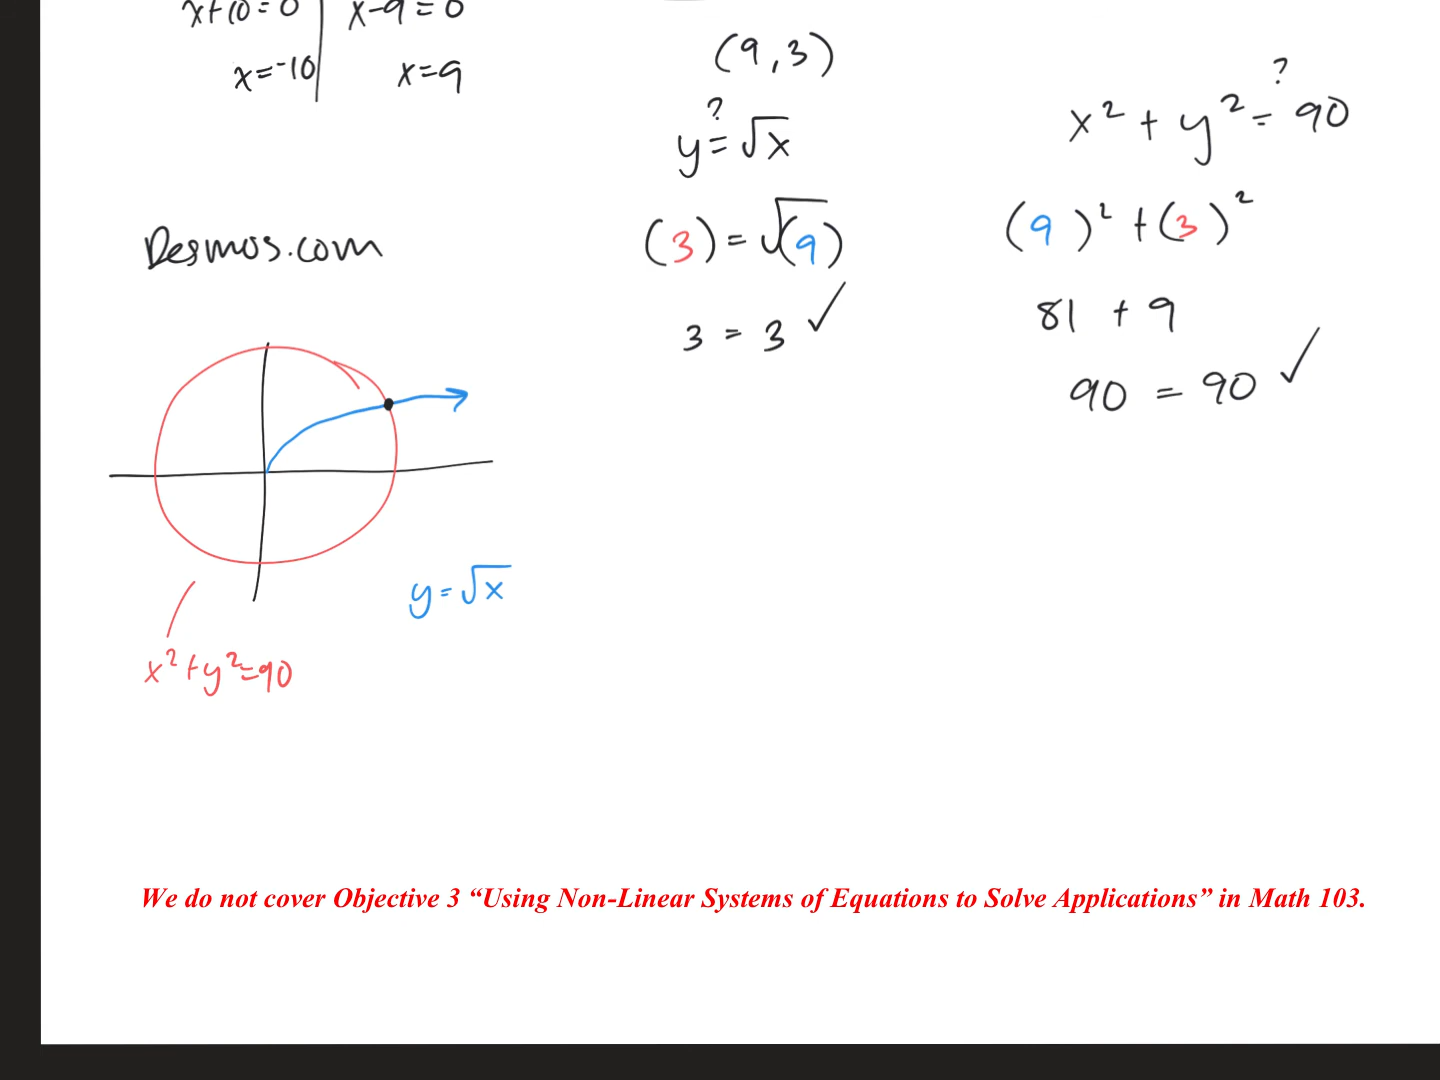 x+10=0 | x-9=0
x=-10 | x=9
Desmos.com
x²+y²=90
y=√x
(9,3)
y ?= √x
(3)=√(9)
3=3 ✓
x²+y² ?= 90
(9)²+(3)²
81+9
90=90 ✓
We do not cover Objective 3 “Using Non-Linear Systems of Equations to Solve Applications” in Math 103.